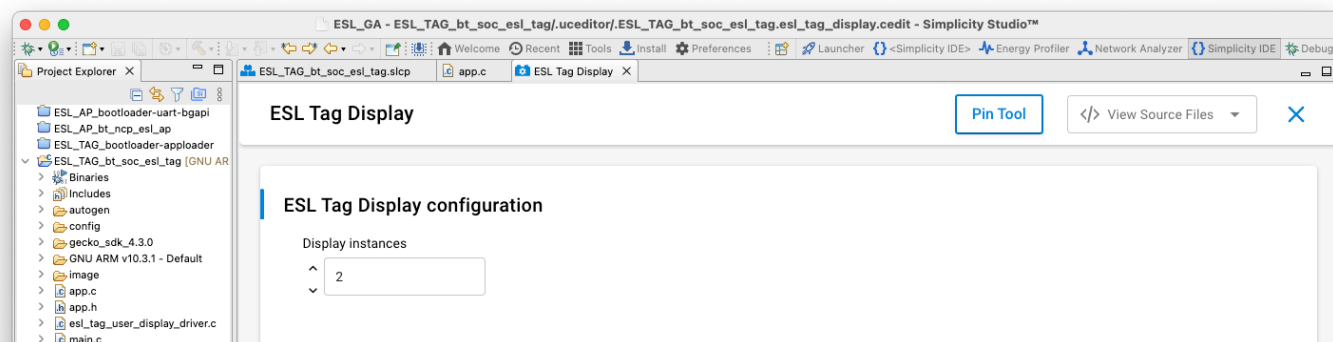 ESL_GA - ESL_TAG_bt_soc_esl_tag/.uceditor/.ESL_TAG_bt_soc_esl_tag.esl_tag_display.cedit - Simplicity Studio™
Welcome Recent Tools Install Preferences Launcher {} <Simplicity IDE> Energy Profiler Network Analyzer {} Simplicity IDE Debug
Project Explorer ESL_TAG_bt_soc_esl_tag.slcp app.c ESL Tag Display
ESL Tag Display Pin Tool </> View Source Files
ESL_AP_bootloader-uart-bgapi
ESL_AP_bt_ncp_esl_ap
ESL_TAG_bootloader-apploader
ESL_TAG_bt_soc_esl_tag [GNU AR
Binaries
Includes
autogen
config
gecko_sdk_4.3.0
GNU ARM v10.3.1 - Default
image
app.c
app.h
esl_tag_user_display_driver.c
main.c
ESL Tag Display configuration
Display instances
2